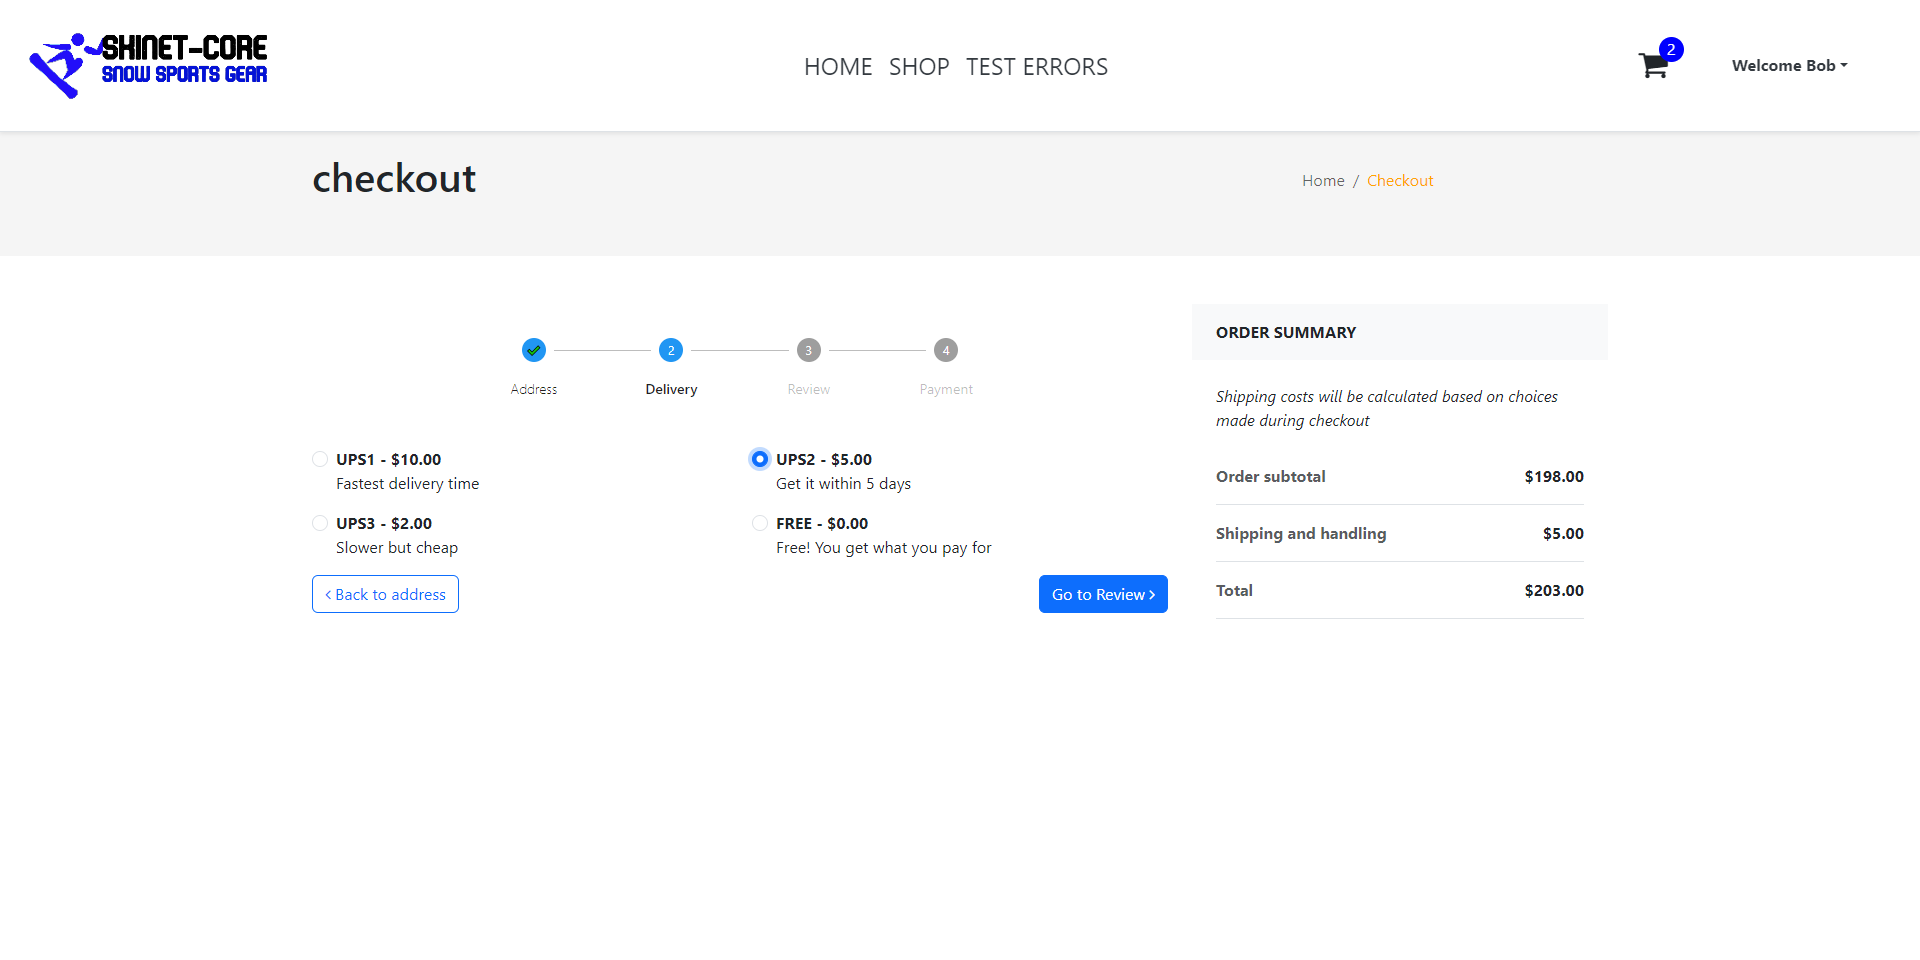 SKINET-CORE
SNOW SPORTS GEAR
HOME SHOP TEST ERRORS
2
Welcome Bob
checkout
Home / Checkout
2 3 4
Address Delivery Review Payment
UPS1 - $10.00
Fastest delivery time
UPS2 - $5.00
Get it within 5 days
UPS3 - $2.00
Slower but cheap
FREE - $0.00
Free! You get what you pay for
< Back to address
Go to Review >
ORDER SUMMARY
Shipping costs will be calculated based on choices
made during checkout
Order subtotal $198.00
Shipping and handling $5.00
Total $203.00